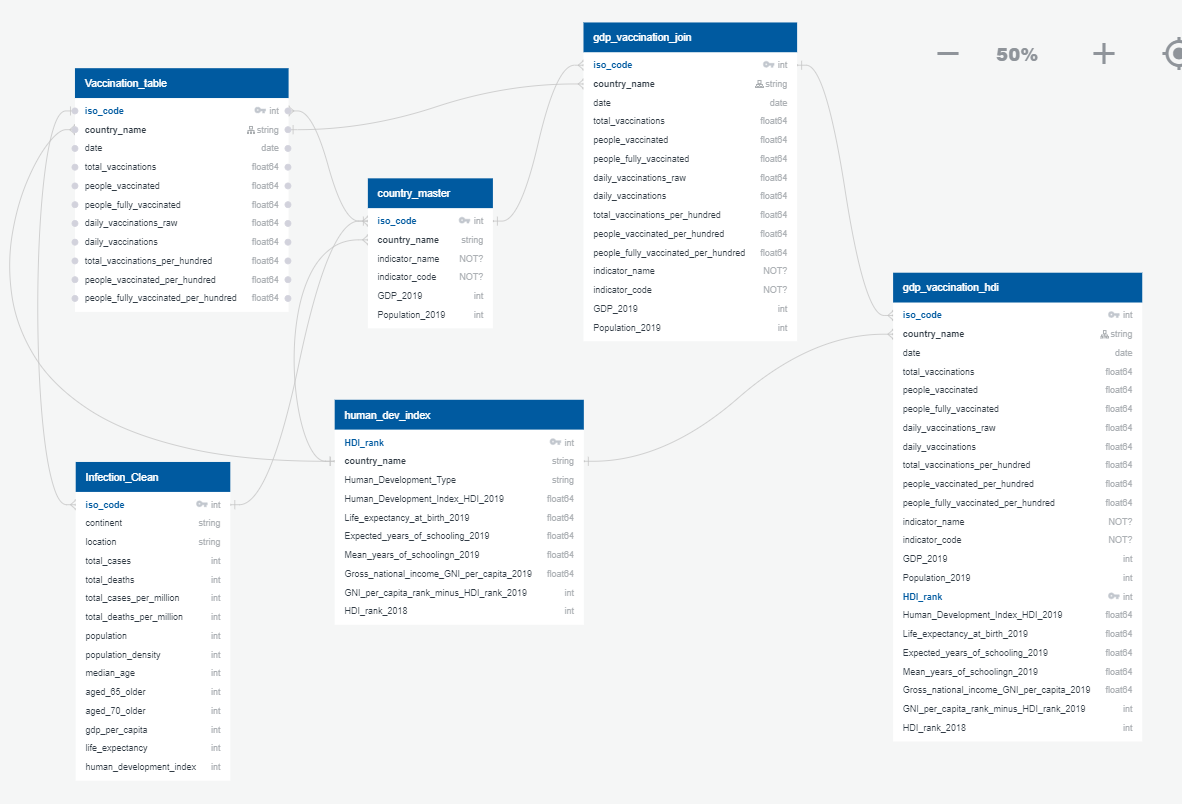 gdp_vaccination_join
iso_code int
country_name string
date date
total_vaccinations float64
people_vaccinated float64
people_fully_vaccinated float64
daily_vaccinations_raw float64
daily_vaccinations float64
total_vaccinations_per_hundred float64
people_vaccinated_per_hundred float64
people_fully_vaccinated_per_hundred float64
indicator_name NOT?
indicator_code NOT?
GDP_2019 int
Population_2019 int
50%
Vaccination_table
iso_code int
country_name string
date date
total_vaccinations float64
people_vaccinated float64
people_fully_vaccinated float64
daily_vaccinations_raw float64
daily_vaccinations float64
total_vaccinations_per_hundred float64
people_vaccinated_per_hundred float64
people_fully_vaccinated_per_hundred float64
country_master
iso_code int
country_name string
indicator_name NOT?
indicator_code NOT?
GDP_2019 int
Population_2019 int
gdp_vaccination_hdi
iso_code int
country_name string
date date
total_vaccinations float64
people_vaccinated float64
people_fully_vaccinated float64
daily_vaccinations_raw float64
daily_vaccinations float64
total_vaccinations_per_hundred float64
people_vaccinated_per_hundred float64
people_fully_vaccinated_per_hundred float64
indicator_name NOT?
indicator_code NOT?
GDP_2019 int
Population_2019 int
HDI_rank int
Human_Development_Index_HDI_2019 float64
Life_expectancy_at_birth_2019 float64
Expected_years_of_schooling_2019 float64
Mean_years_of_schoolingn_2019 float64
Gross_national_income_GNI_per_capita_2019 float64
GNI_per_capita_rank_minus_HDI_rank_2019 int
HDI_rank_2018 int
human_dev_index
HDI_rank int
country_name string
Human_Development_Type string
Human_Development_Index_HDI_2019 float64
Life_expectancy_at_birth_2019 float64
Expected_years_of_schooling_2019 float64
Mean_years_of_schoolingn_2019 float64
Gross_national_income_GNI_per_capita_2019 float64
GNI_per_capita_rank_minus_HDI_rank_2019 int
HDI_rank_2018 int
Infection_Clean
iso_code int
continent string
location string
total_cases int
total_deaths int
total_cases_per_million int
total_deaths_per_million int
population int
population_density int
median_age int
aged_65_older int
aged_70_older int
gdp_per_capita int
life_expectancy int
human_development_index int